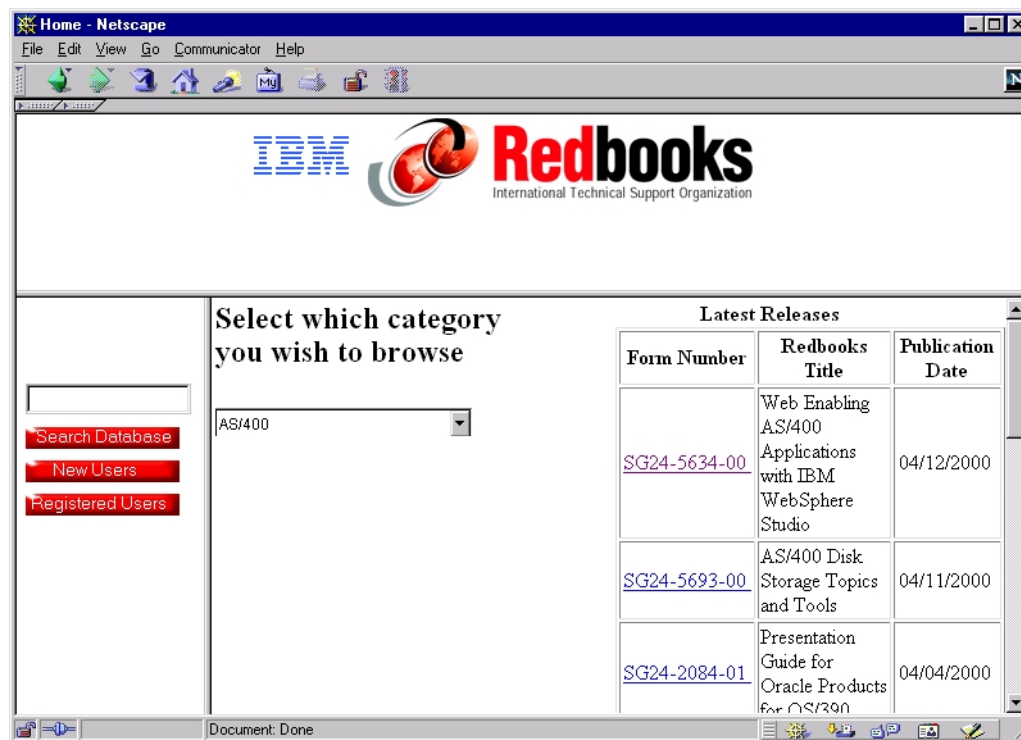 Home - Netscape
File Edit View Go Communicator Help
My
N
IBM
Redbooks
International Technical Support Organization
Search Database
New Users
Registered Users
Select which category
you wish to browse
AS/400
Latest Releases
Form Number
Redbooks
Title
Publication
Date
SG24-5634-00
Web Enabling
AS/400
Applications
with IBM
WebSphere
Studio
04/12/2000
SG24-5693-00
AS/400 Disk
Storage Topics
and Tools
04/11/2000
SG24-2084-01
Presentation
Guide for
Oracle Products
for OS/390
04/04/2000
Document: Done